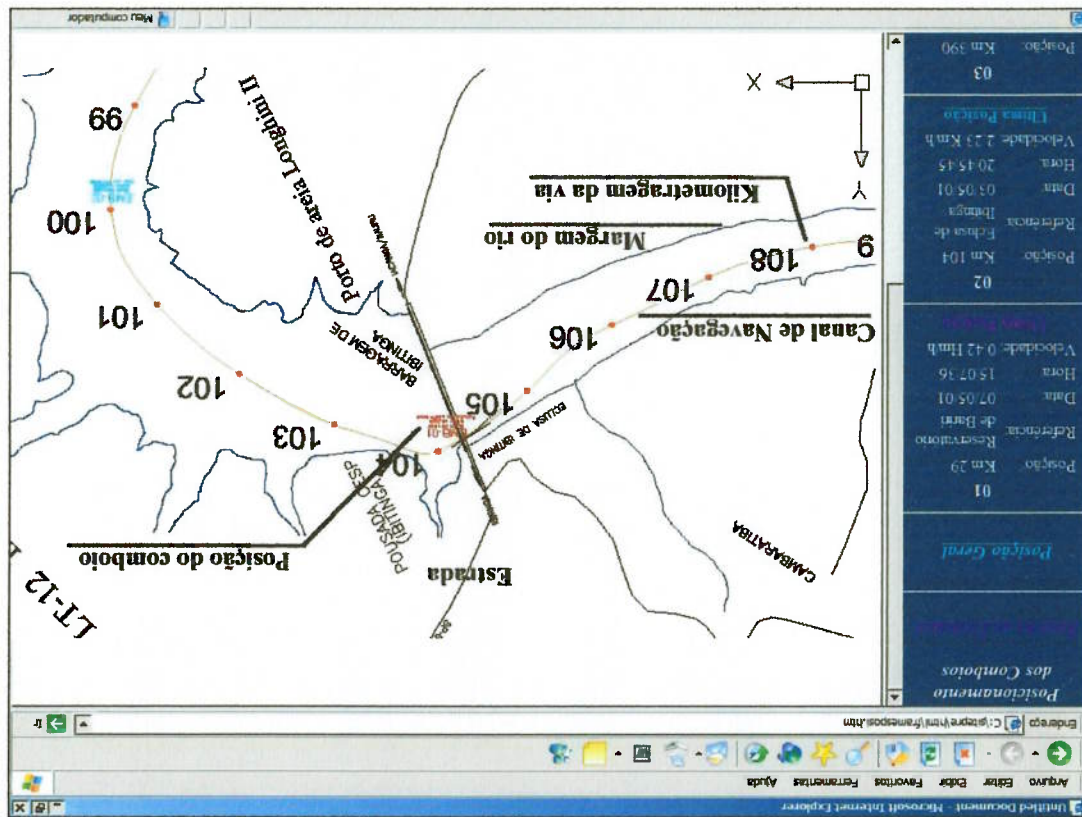 Untitled Document - Microsoft Internet Explorer
Arquivo Editar Exibir Favoritos Ferramentas Ajuda
Endereço C:\stepre\html\framesposi.htm Ir
Posicionamento
dos Comboios
Posição Geral
01
Posição: Km 29
Referência: Reservatório
de Bariri
Data: 07/05/01
Hora: 15:07:36
Velocidade: 0.42 Km/h
02
Posição: Km 104
Referência: Eclusa de
Ibitinga
Data: 03/05/01
Hora: 20:45:45
Velocidade: 2.23 Km/h
Última Posição
03
Posição: Km 390
LT-12
Estrada
Posição do comboio
CAMBARATIBA
POUSADA CESP
(IBITINGA)
ECLUSA DE IBITINGA
104
103
105
102
BARRAGEM DE
IBITINGA
Canal de Navegação
106
101
107
108
9
Margem do rio
Kilometragem da via
Porto de areia Longhini II
100
99
Y
X
Meu computador